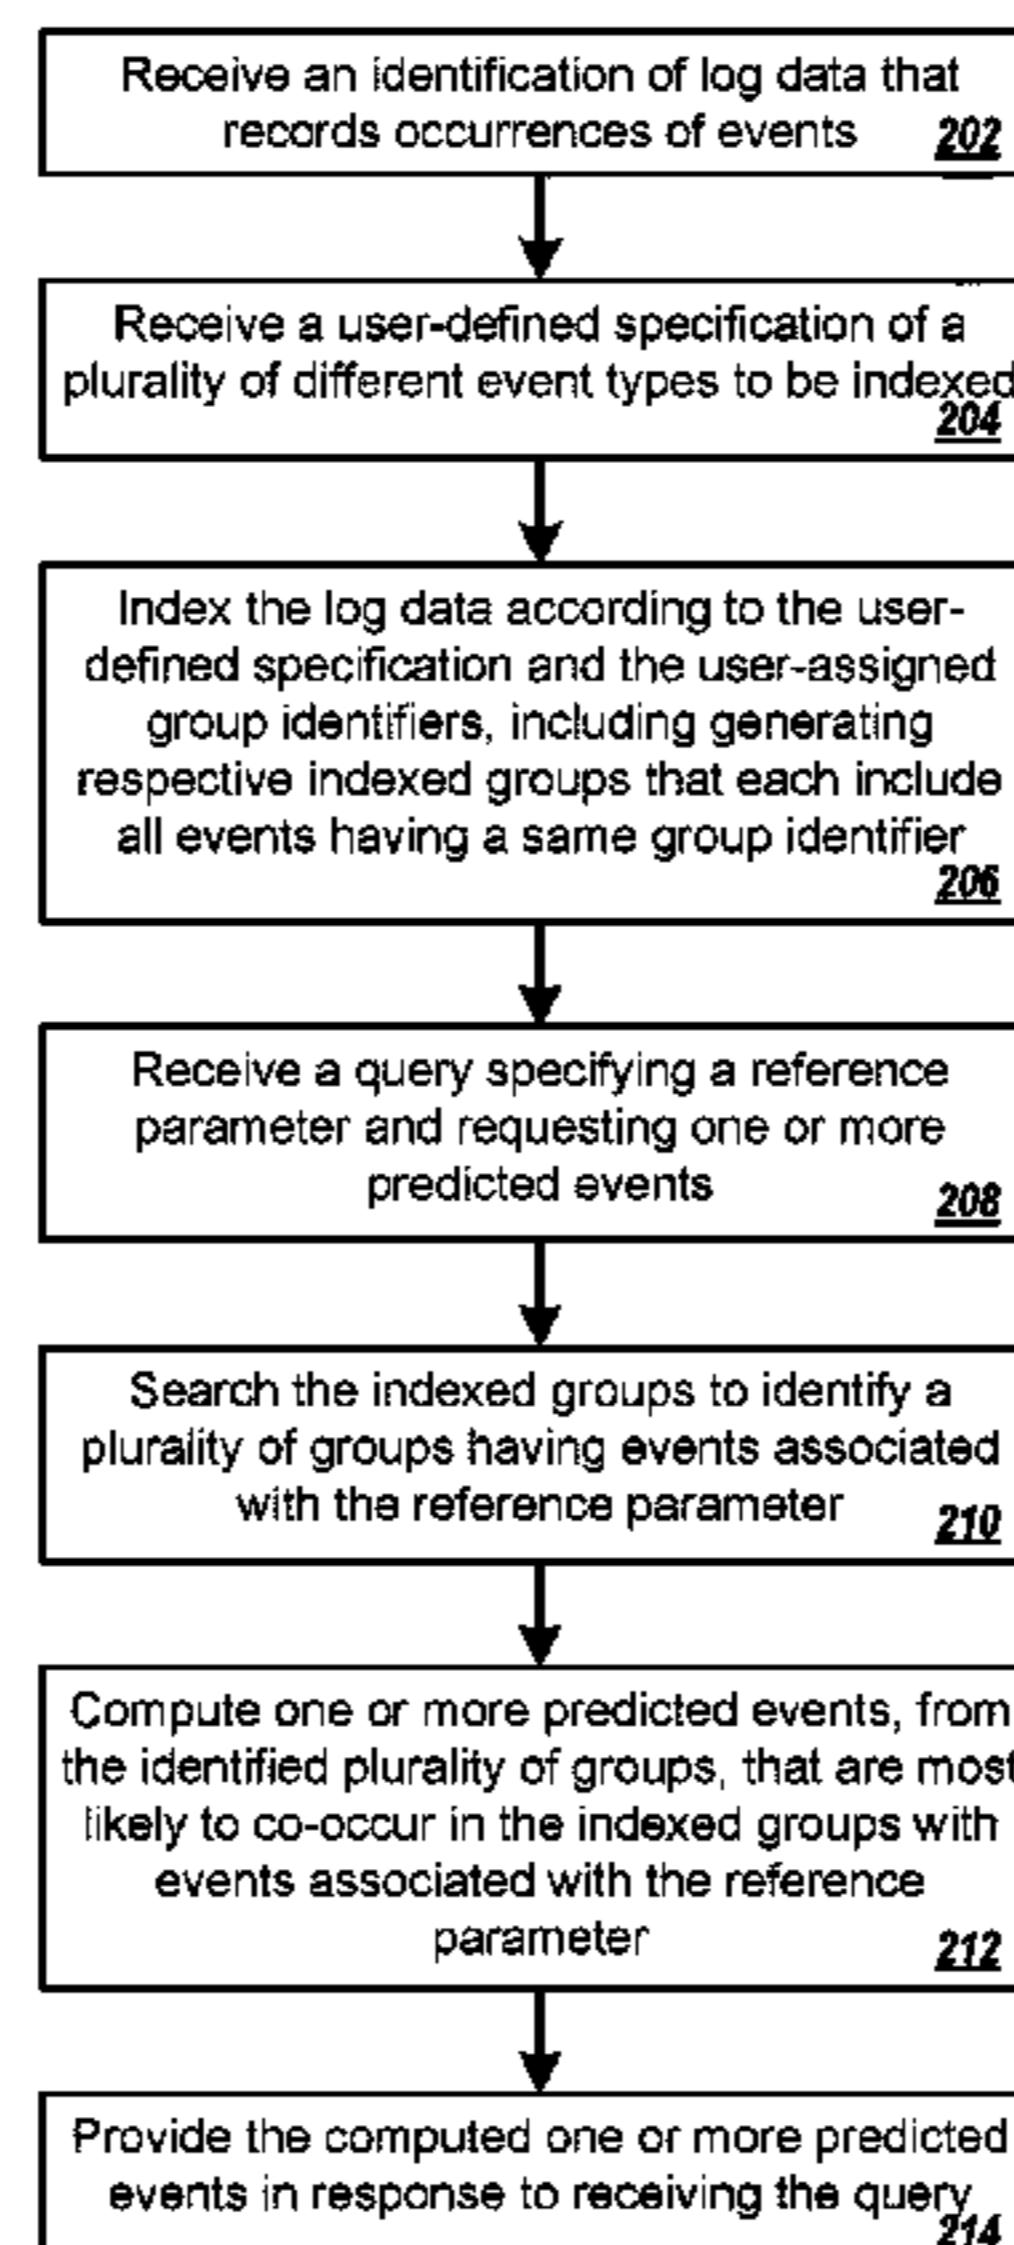 Receive an identification of log data that
records occurrences of events
202
Receive a user-defined specification of a
plurality of different event types to be indexed
204
Index the log data according to the user-
defined specification and the user-assigned
group identifiers, including generating
respective indexed groups that each include
all events having a same group identifier
206
Receive a query specifying a reference
parameter and requesting one or more
predicted events
208
Search the indexed groups to identify a
plurality of groups having events associated
with the reference parameter
210
Compute one or more predicted events, from
the identified plurality of groups, that are most
likely to co-occur in the indexed groups with
events associated with the reference
parameter
212
Provide the computed one or more predicted
events in response to receiving the query
214